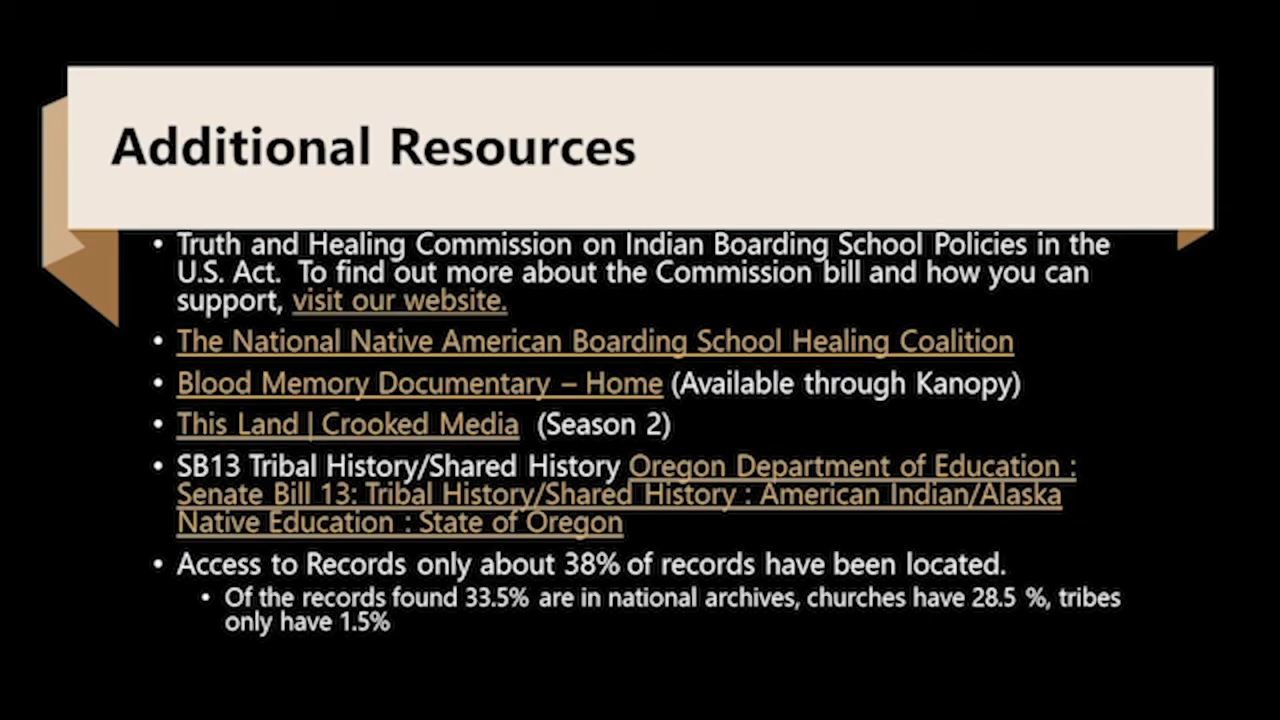 Additional Resources
• Truth and Healing Commission on Indian Boarding School Policies in the
U.S. Act.  To find out more about the Commission bill and how you can
support, visit our website.
• The National Native American Boarding School Healing Coalition
• Blood Memory Documentary – Home (Available through Kanopy)
• This Land | Crooked Media  (Season 2)
• SB13 Tribal History/Shared History Oregon Department of Education :
Senate Bill 13: Tribal History/Shared History : American Indian/Alaska
Native Education : State of Oregon
• Access to Records only about 38% of records have been located.
• Of the records found 33.5% are in national archives, churches have 28.5 %, tribes
only have 1.5%